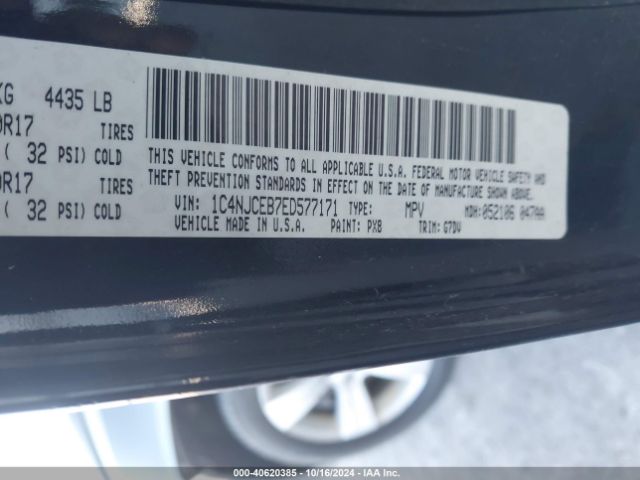 KG 4435 LB
0R17 TIRES
( 32 PSI) COLD
0R17 TIRES
( 32 PSI) COLD
THIS VEHICLE CONFORMS TO ALL APPLICABLE U.S.A. FEDERAL MOTOR VEHICLE SAFETY AND
THEFT PREVENTION STANDARDS IN EFFECT ON THE DATE OF MANUFACTURE SHOWN ABOVE.
VIN: 1C4NJCEB7ED577171 TYPE: MPV MDH:052106 047AA
VEHICLE MADE IN U.S.A. PAINT: PXB TRIM: G7DV
000-40620385 - 10/16/2024 - IAA Inc.